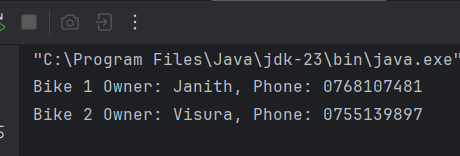 "C:\Program Files\Java\jdk-23\bin\java.exe"
Bike 1 Owner: Janith, Phone: 0768107481
Bike 2 Owner: Visura, Phone: 0755139897